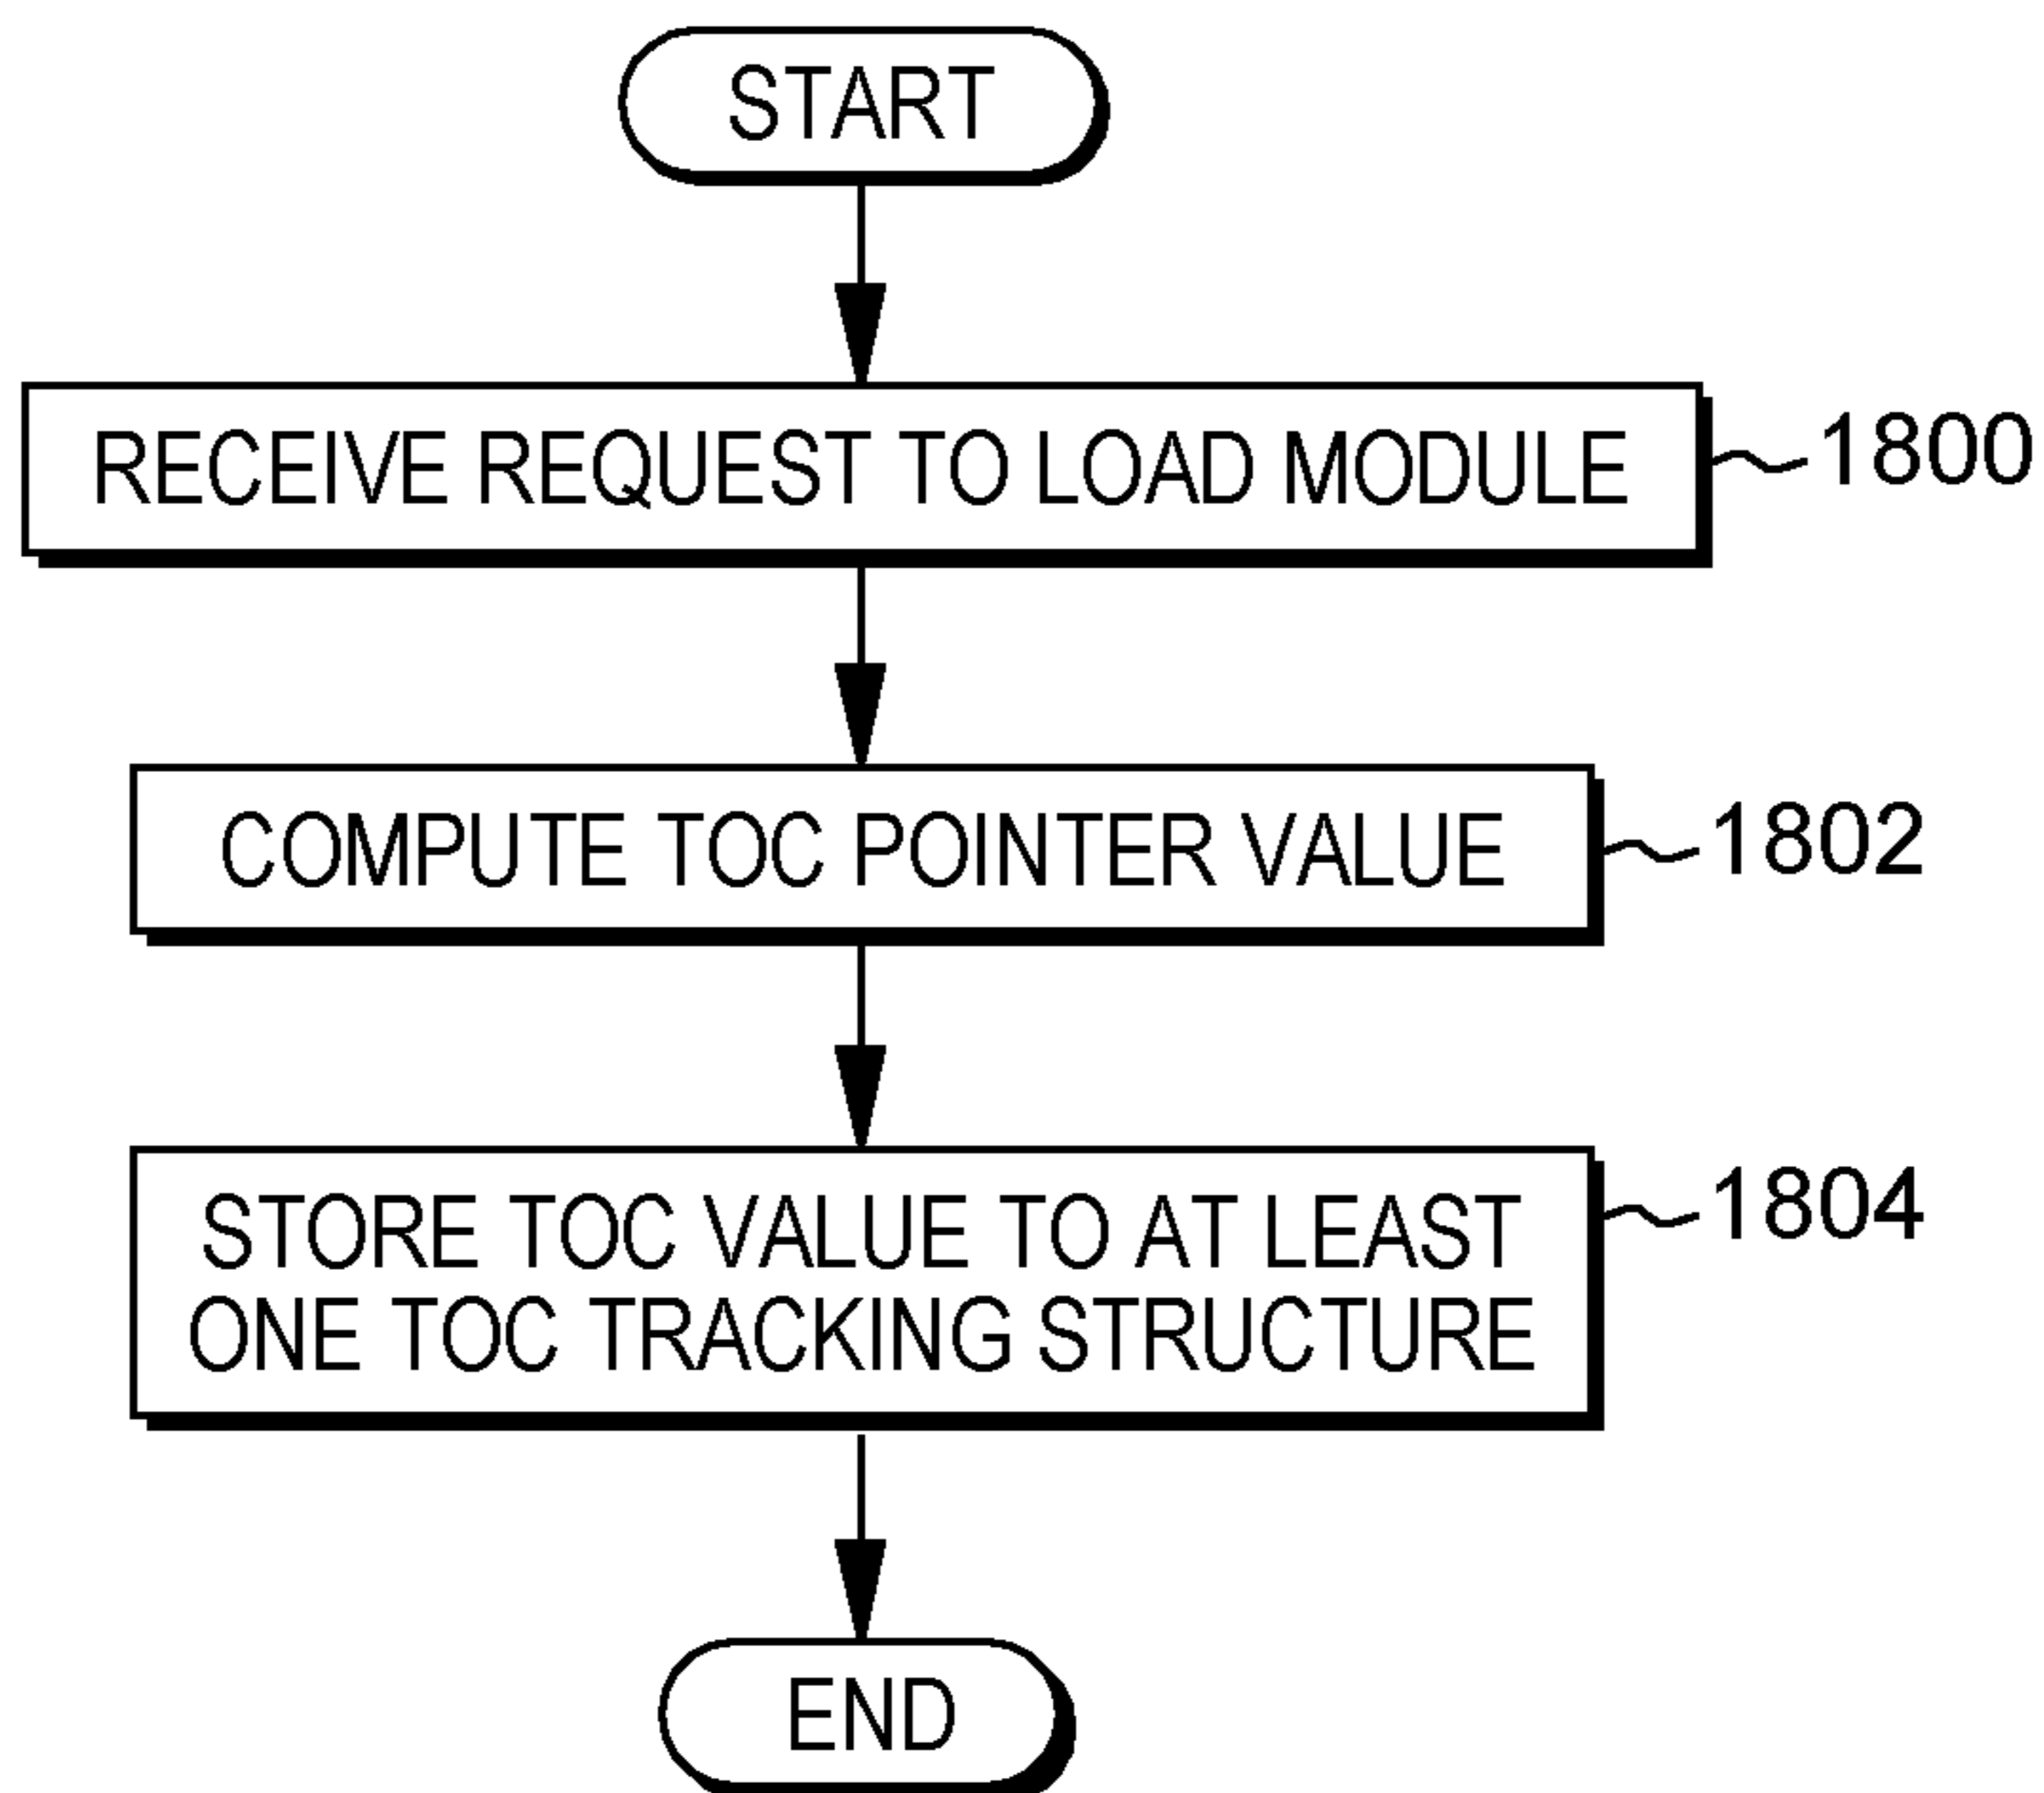 START
RECEIVE REQUEST TO LOAD MODULE
1800
COMPUTE TOC POINTER VALUE
1802
STORE TOC VALUE TO AT LEAST
ONE TOC TRACKING STRUCTURE
1804
END